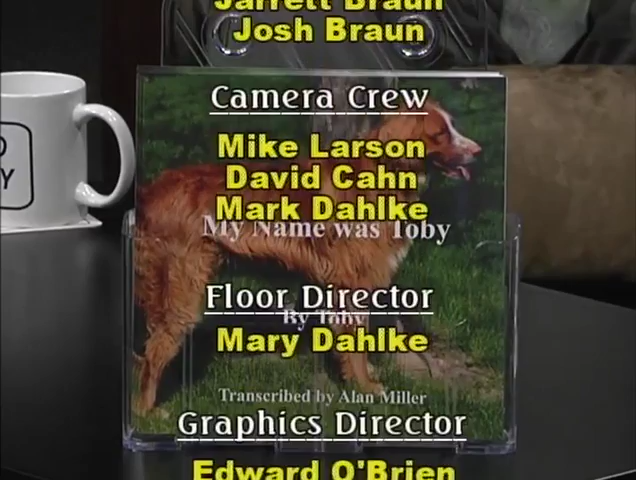 Jarrett Braun
Josh Braun
Camera Crew
Mike Larson
David Cahn
Mark Dahlke
My Name was Toby
Floor Director
By Toby
Mary Dahlke
Transcribed by Alan Miller
Graphics Director
Edward O'Brien
Y